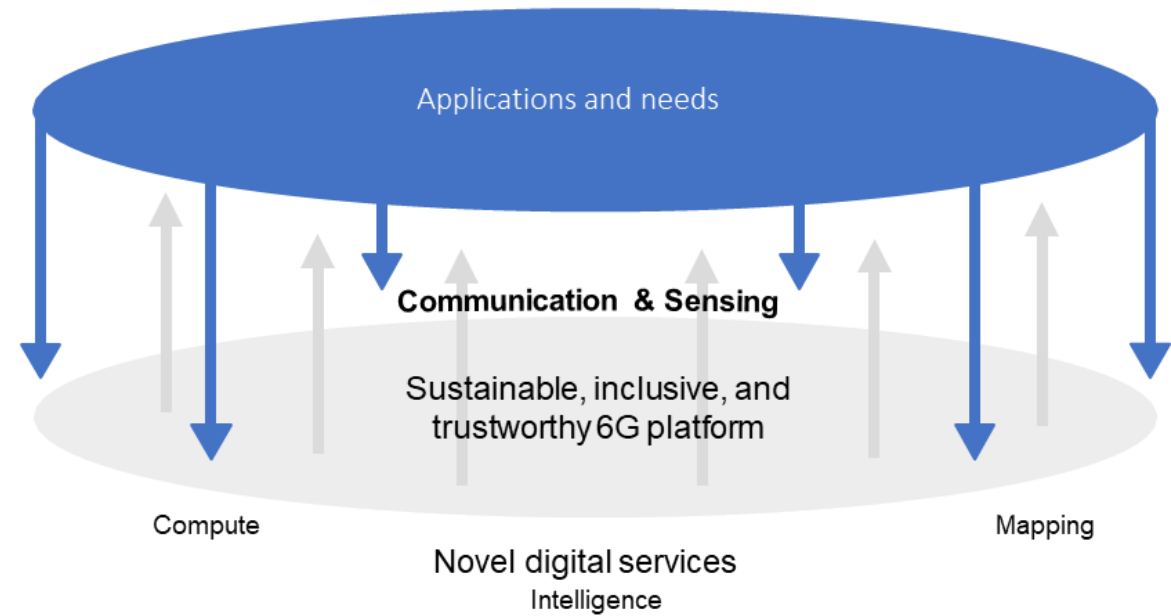 Applications and needs
Communication & Sensing
Sustainable, inclusive, and
trustworthy 6G platform
Compute
Mapping
Novel digital services
Intelligence